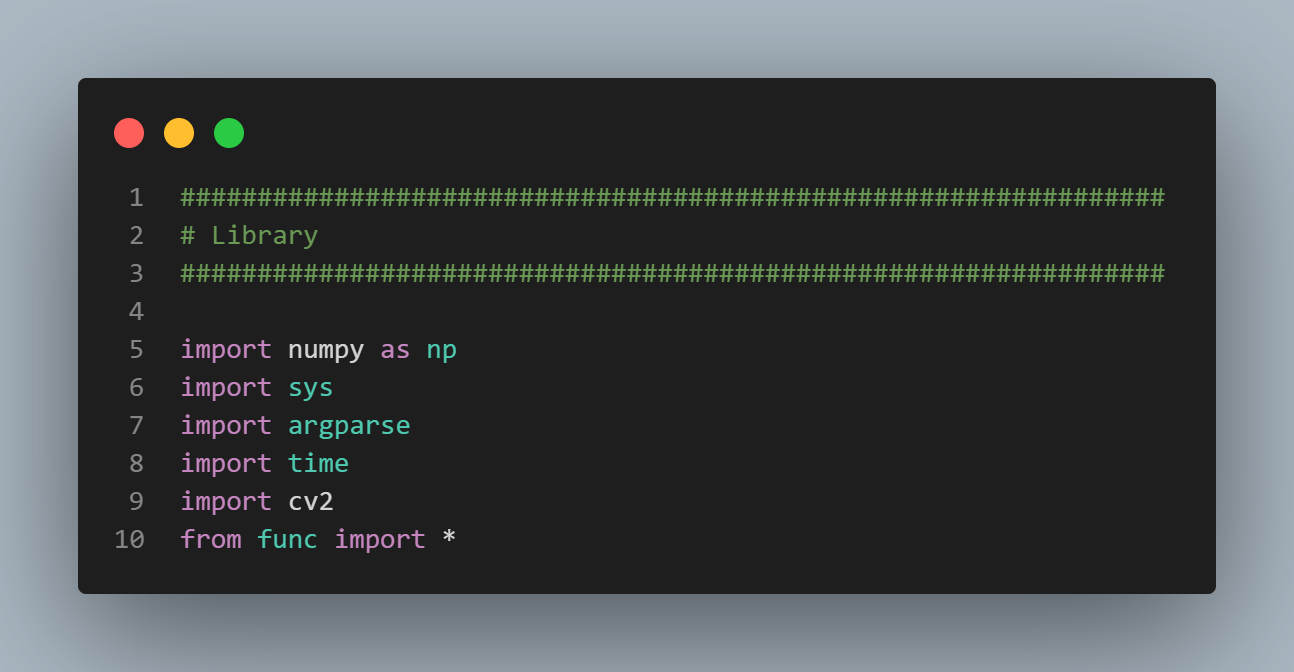 1 ################################################################
2 # Library
3 ################################################################
4
5 import numpy as np
6 import sys
7 import argparse
8 import time
9 import cv2
10 from func import *